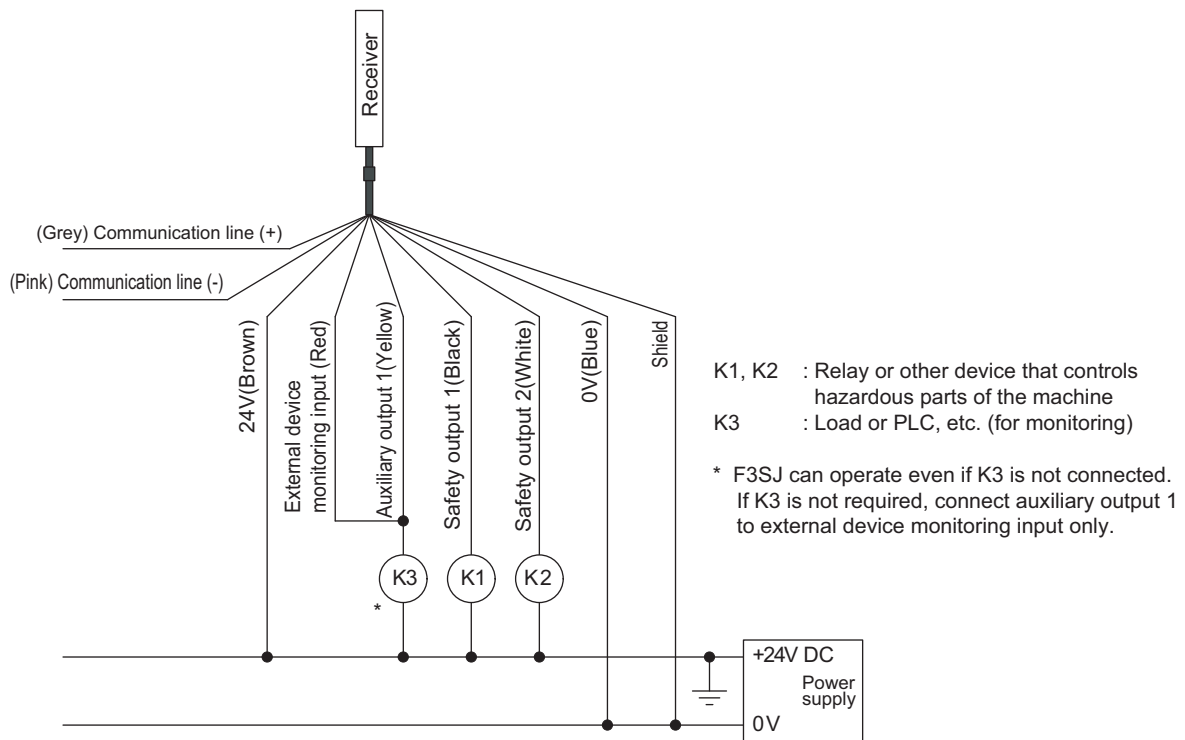 Receiver
(Grey) Communication line (+)
(Pink) Communication line (-)
24V(Brown)
External device
monitoring input (Red)
Auxiliary output 1(Yellow)
Safety output 1(Black)
Safety output 2(White)
0V(Blue)
Shield
K1, K2 : Relay or other device that controls
hazardous parts of the machine
K3 : Load or PLC, etc. (for monitoring)
* F3SJ can operate even if K3 is not connected.
If K3 is not required, connect auxiliary output 1
to external device monitoring input only.
K3
K1
K2
*
+24V DC
Power
supply
0V